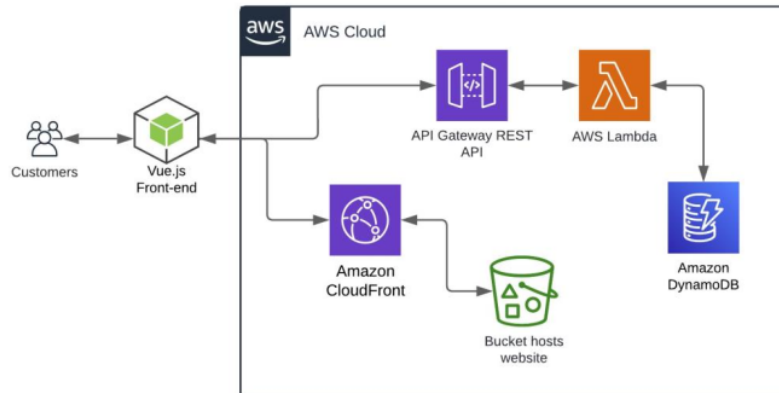 aws
AWS Cloud
</>
API Gateway REST
API
AWS Lambda
Customers
Vue.js
Front-end
Amazon
CloudFront
Amazon
DynamoDB
Bucket hosts
website